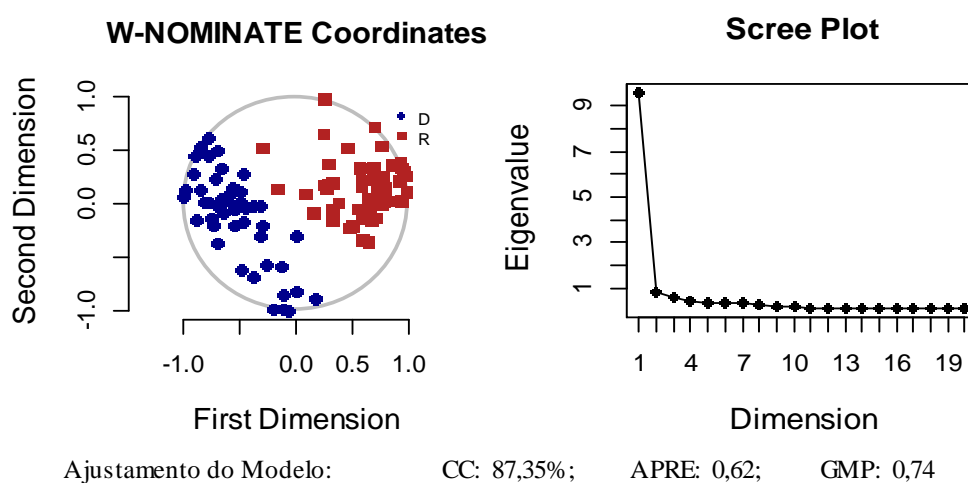 W-NOMINATE Coordinates
Second Dimension
1.0
0.5
0.0
-1.0
D
R
-1.0
0.0
0.5
1.0
First Dimension
Scree Plot
Eigenvalue
9
7
5
3
1
1
4
7
10
13
16
19
Dimension
Ajustamento do Modelo: CC: 87,35%; APRE: 0,62; GMP: 0,74